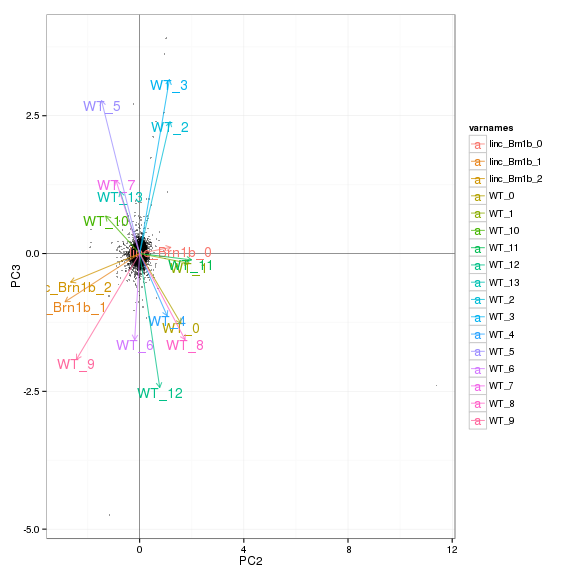 WT_3
WT_5
WT_2
2.5
WT_7
WT_13
WT_10
0.0
Brn1b_0
WT_11
c_Brn1b_2
_Brn1b_1
WT_4
WT_0
WT_6
WT_8
WT_9
-2.5
WT_12
-5.0
0
4
8
12
PC2
PC3
varnames
a linc_Brn1b_0
a linc_Brn1b_1
a linc_Brn1b_2
a WT_0
a WT_1
a WT_10
a WT_11
a WT_12
a WT_13
a WT_2
a WT_3
a WT_4
a WT_5
a WT_6
a WT_7
a WT_8
a WT_9